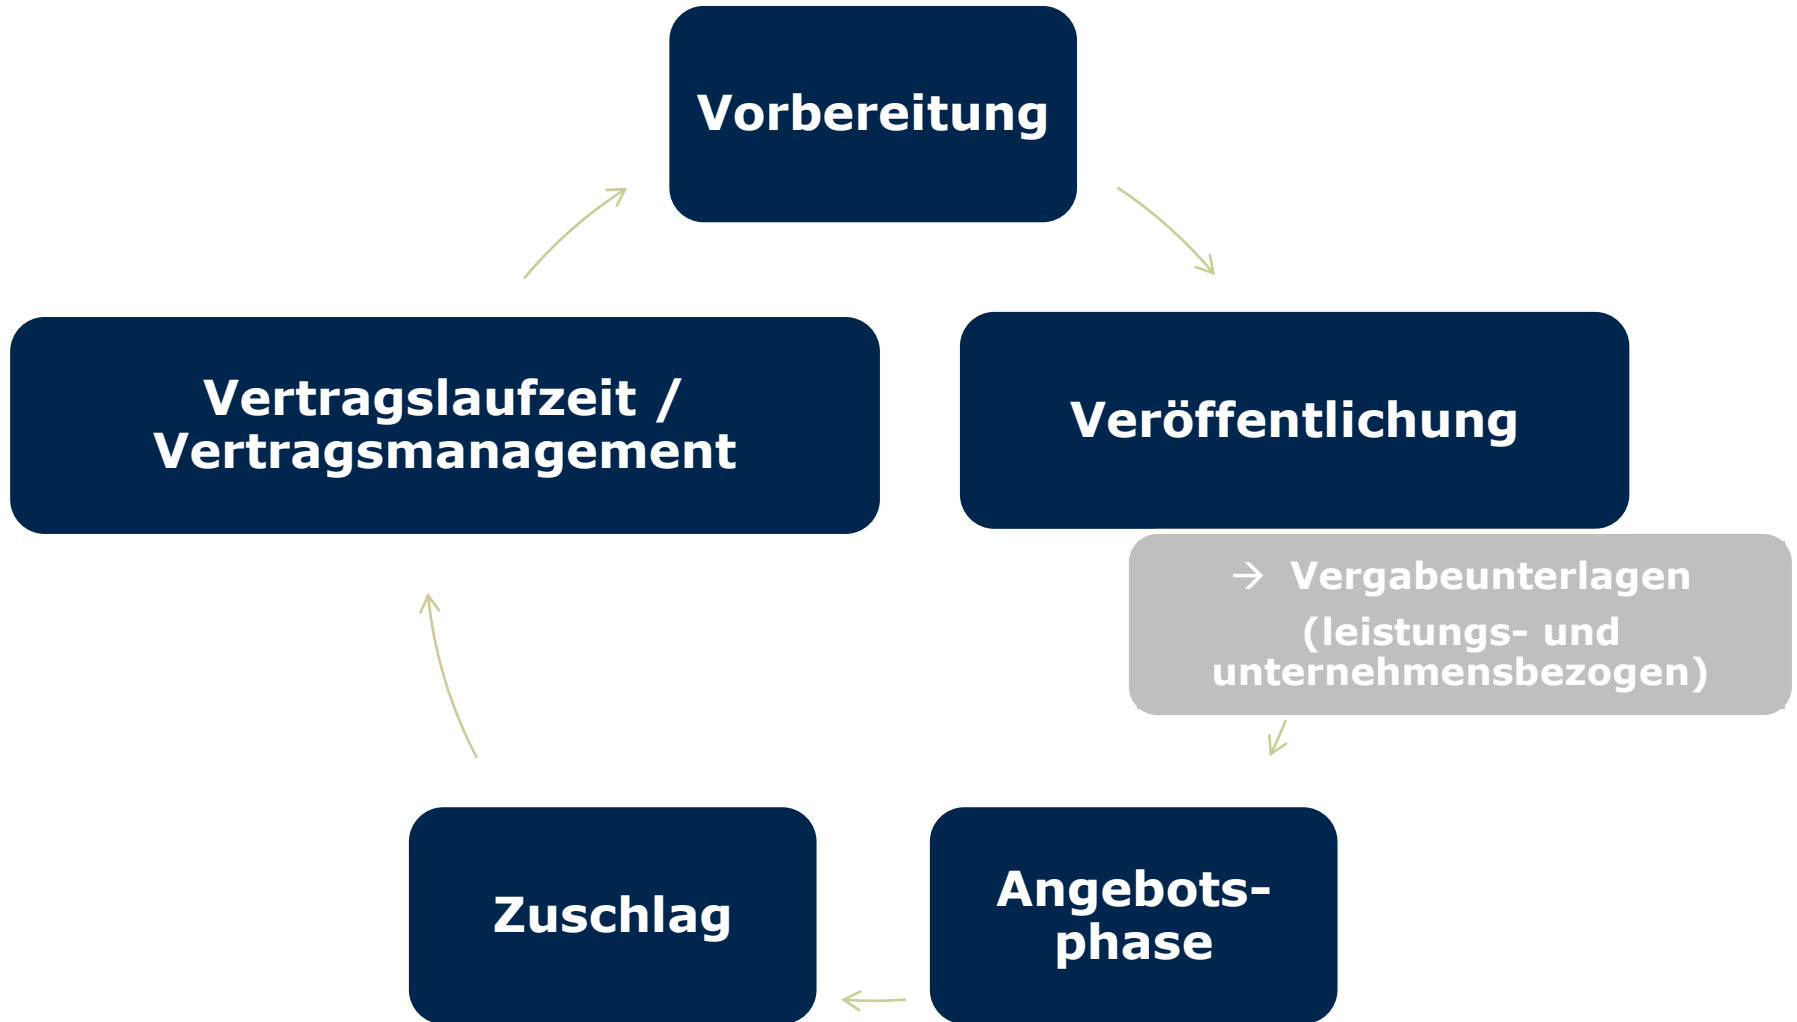 Vorbereitung
Veröffentlichung
→ Vergabeunterlagen
(leistungs- und
unternehmensbezogen)
Angebots-
phase
Zuschlag
Vertragslaufzeit /
Vertragsmanagement